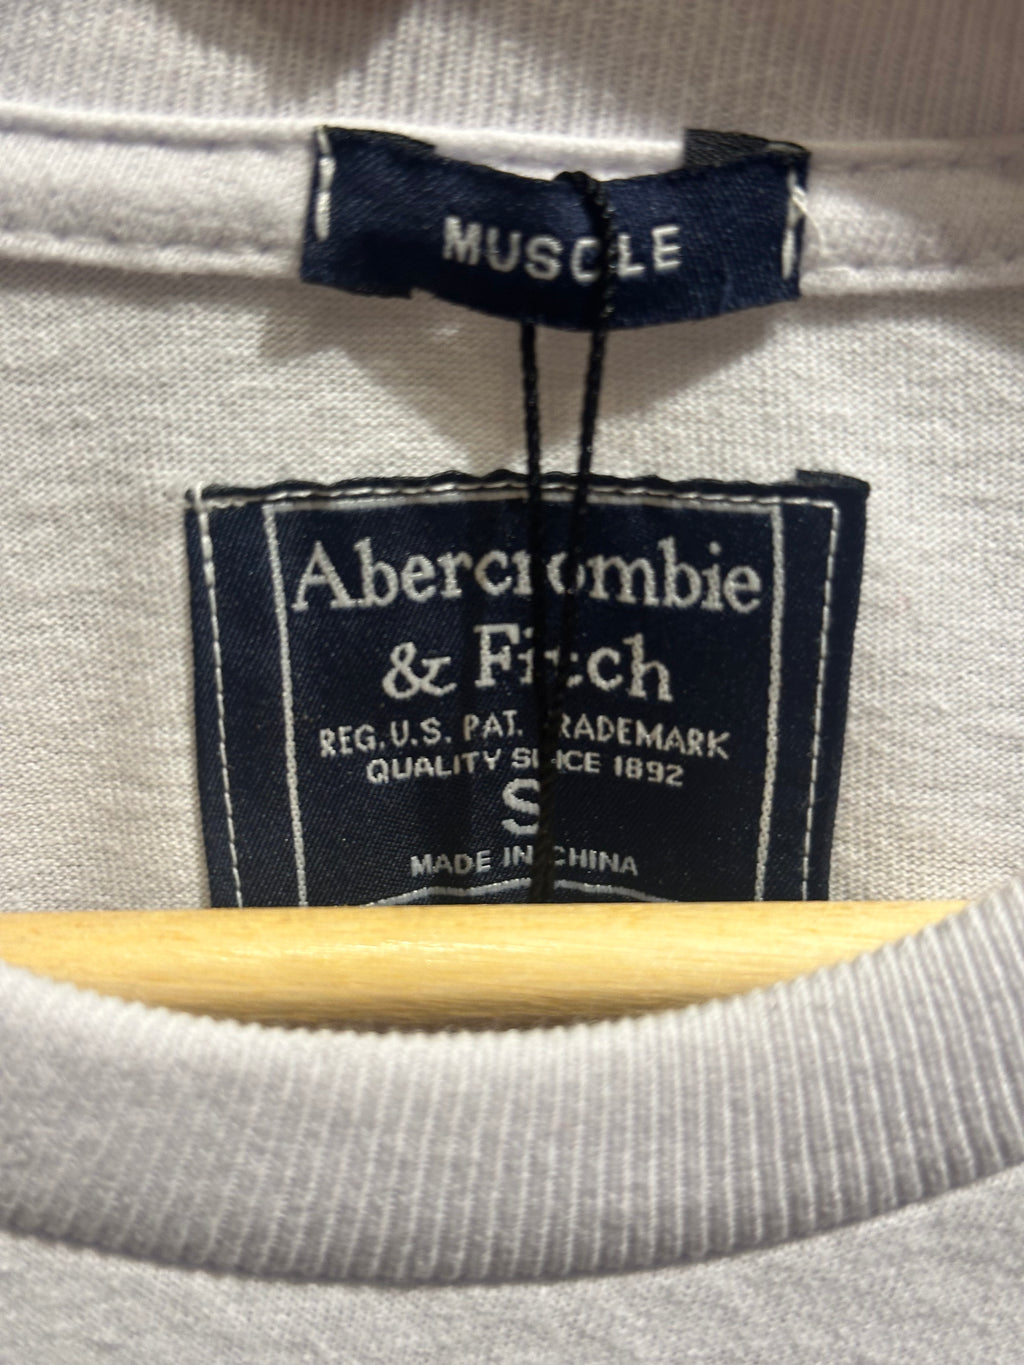 MUSCLE
Abercrombie
& Fitch
REG. U.S. PAT. TRADEMARK
QUALITY SINCE 1892
S
MADE IN CHINA